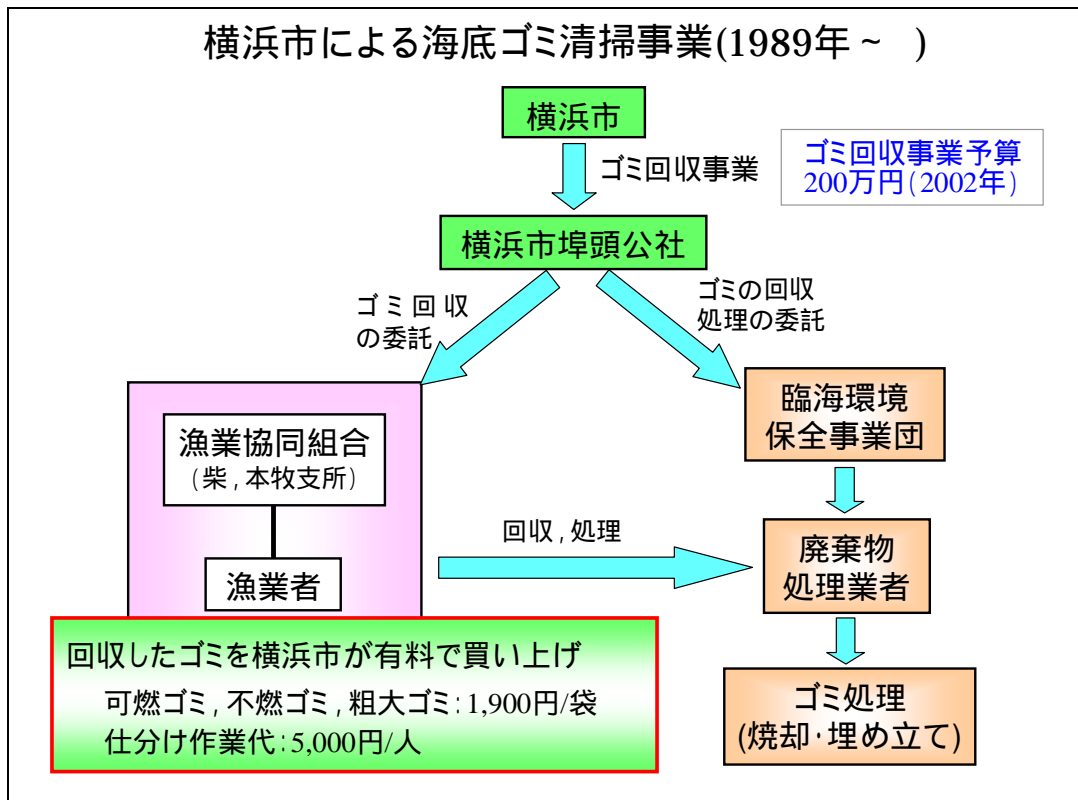 横浜市による海底ゴミ清掃事業(1989年～　)
横浜市
ゴミ回収事業
ゴミ回収事業予算
200万円(2002年)
横浜市埠頭公社
ゴミ回収
の委託
ゴミの回収
処理の委託
臨海環境
保全事業団
漁業協同組合
(柴,本牧支所)
漁業者
回収,処理
廃棄物
処理業者
回収したゴミを横浜市が有料で買い上げ
可燃ゴミ,不燃ゴミ,粗大ゴミ:1,900円/袋
仕分け作業代:5,000円/人
ゴミ処理
(焼却·埋め立て)